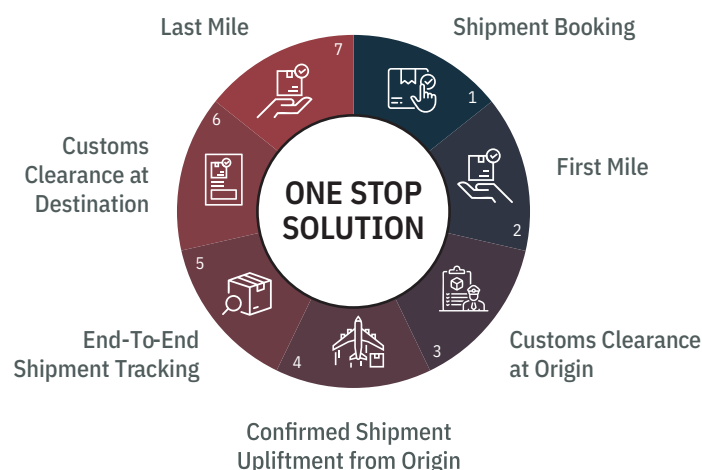 Last Mile
7
Shipment Booking
1
6
Customs
Clearance at
Destination
First Mile
ONE STOP
SOLUTION
2
5
End-To-End
Shipment Tracking
4
3
Customs Clearance
at Origin
Confirmed Shipment
Upliftment from Origin